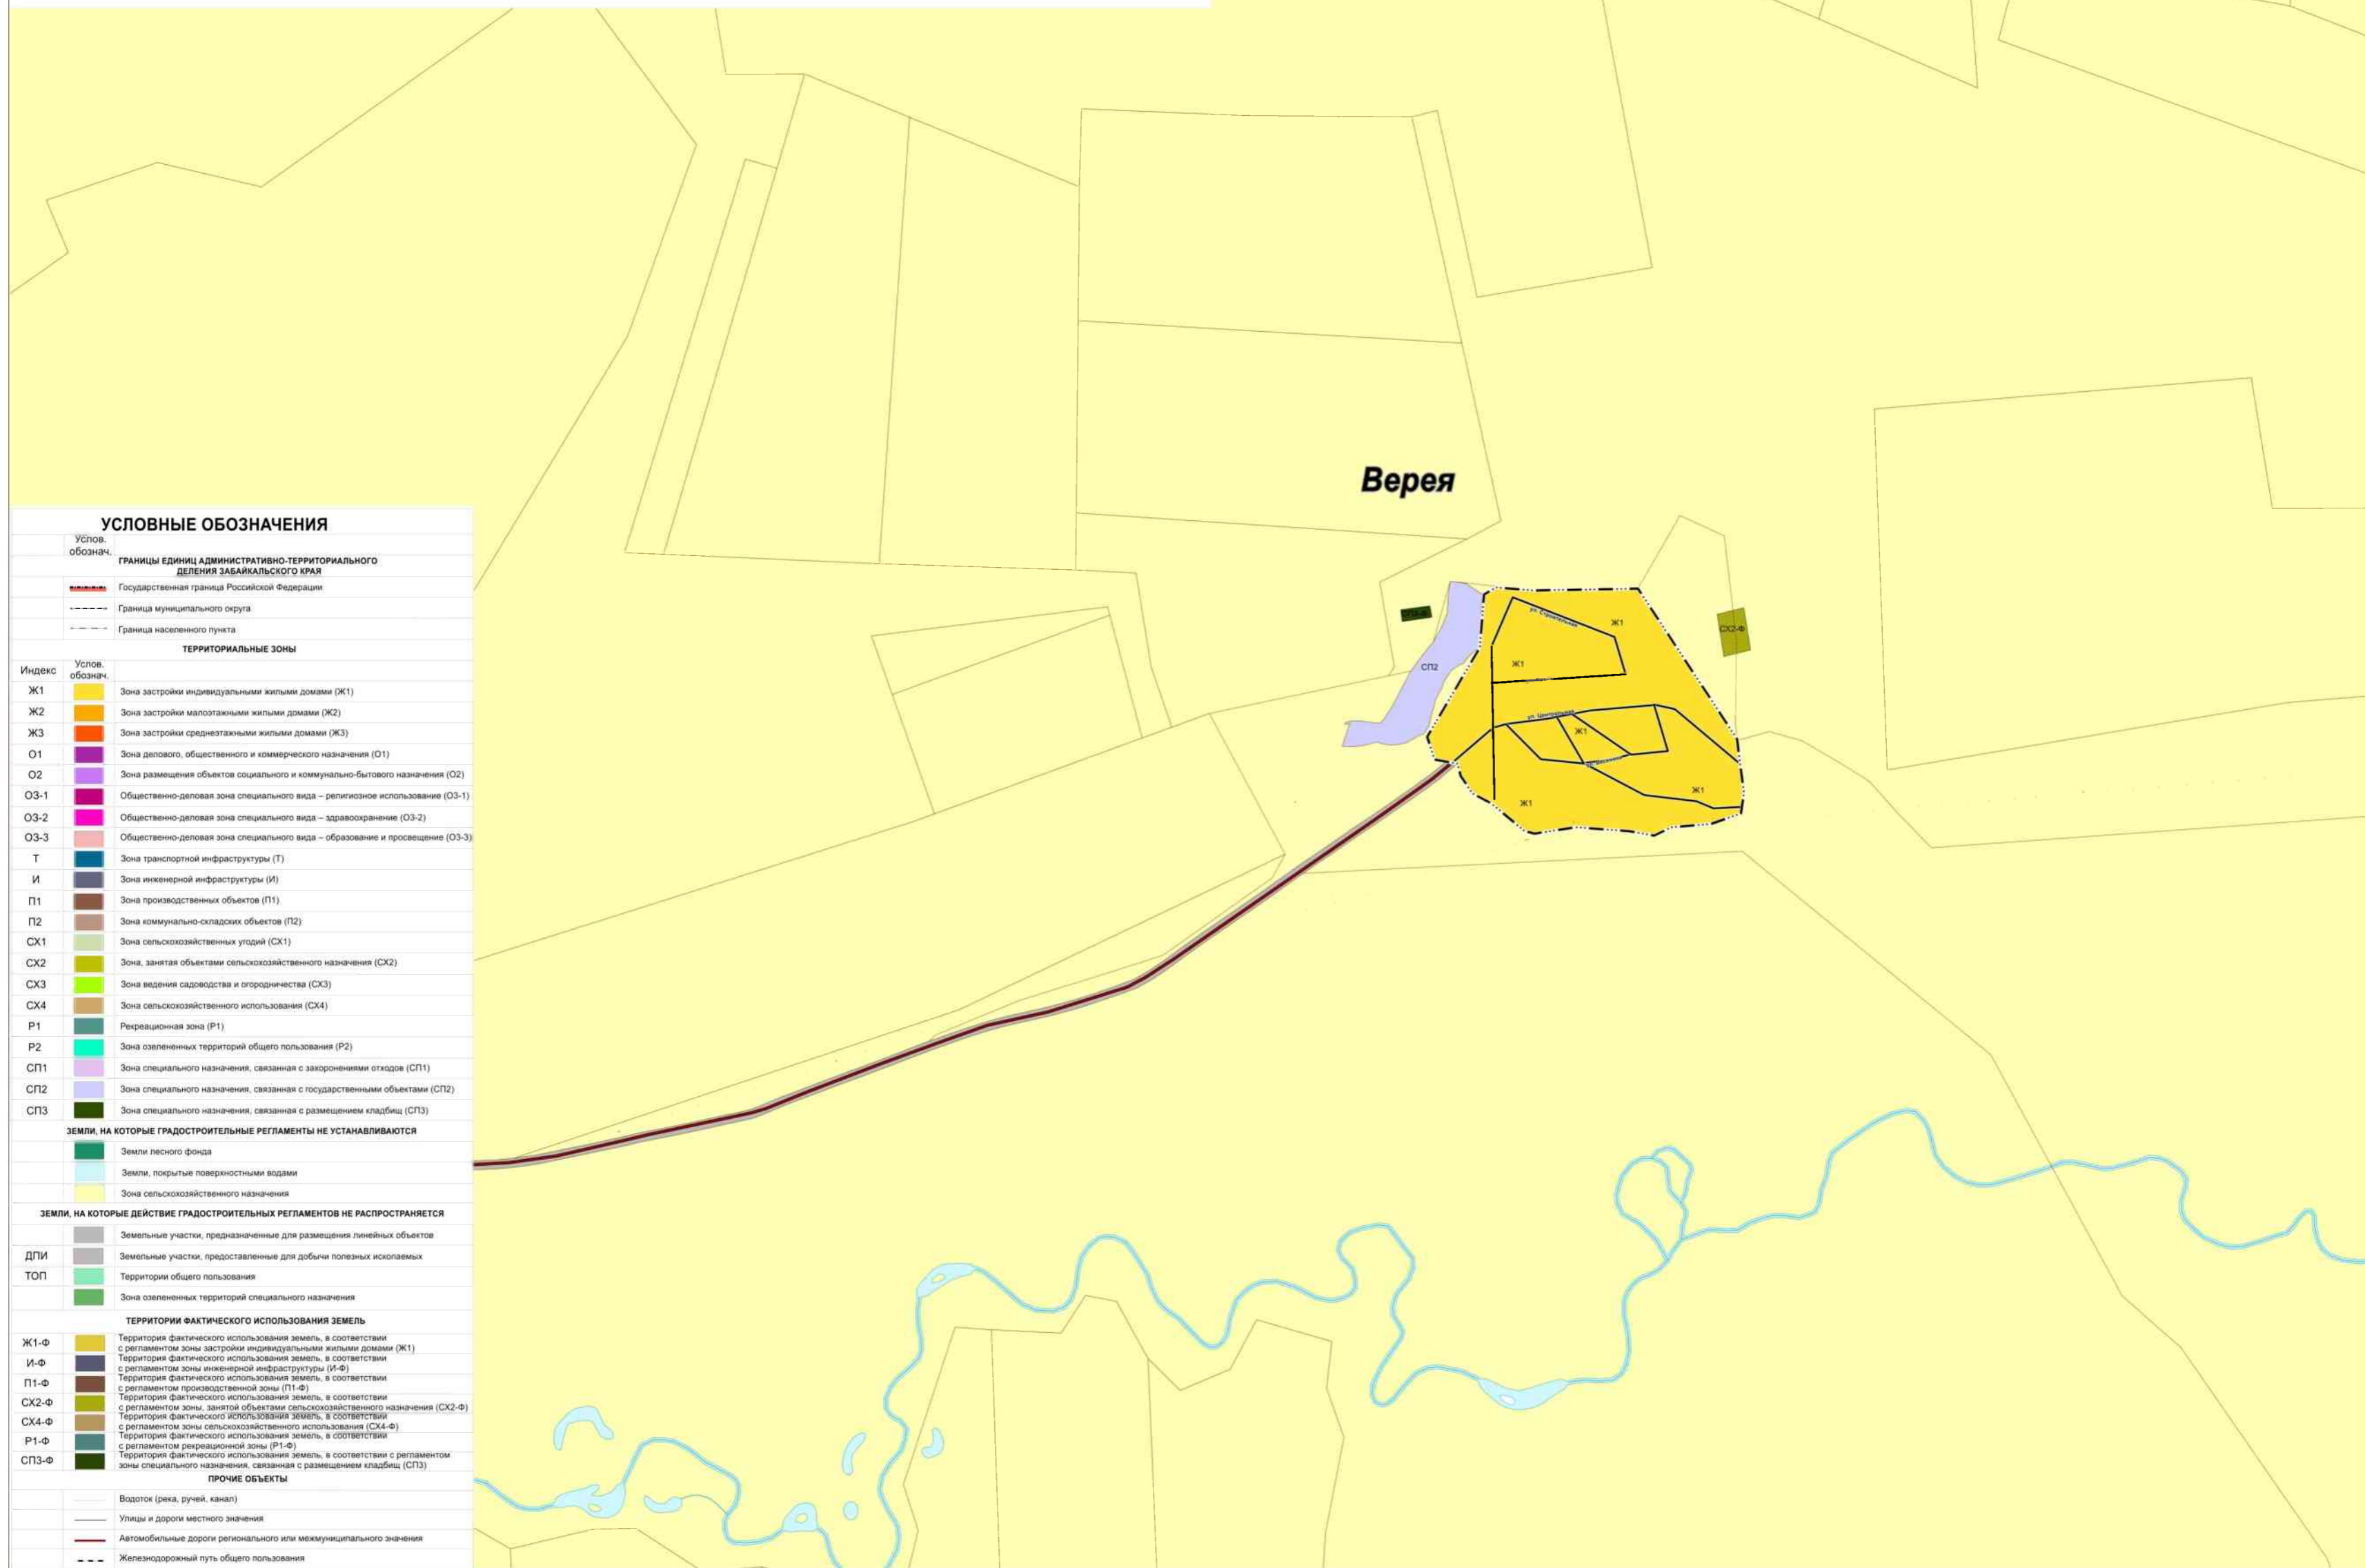 Верея
УСЛОВНЫЕ ОБОЗНАЧЕНИЯ
Услов.
обознач.
ГРАНИЦЫ ЕДИНИЦ АДМИНИСТРАТИВНО-ТЕРРИТОРИАЛЬНОГО
ДЕЛЕНИЯ ЗАБАЙКАЛЬСКОГО КРАЯ
Государственная граница Российской Федерации
Граница муниципального округа
Граница населенного пункта
ТЕРРИТОРИАЛЬНЫЕ ЗОНЫ
Индекс Услов. обознач.
Ж1 Зона застройки индивидуальными жилыми домами (Ж1)
Ж2 Зона застройки малоэтажными жилыми домами (Ж2)
Ж3 Зона застройки среднеэтажными жилыми домами (Ж3)
О1 Зона делового, общественного и коммерческого назначения (О1)
О2 Зона размещения объектов социального и коммунально-бытового назначения (О2)
О3-1 Общественно-деловая зона специального вида – религиозное использование (О3-1)
О3-2 Общественно-деловая зона специального вида – здравоохранение (О3-2)
О3-3 Общественно-деловая зона специального вида – образование и просвещение (О3-3)
Т Зона транспортной инфраструктуры (Т)
И Зона инженерной инфраструктуры (И)
П1 Зона производственных объектов (П1)
П2 Зона коммунально-складских объектов (П2)
СХ1 Зона сельскохозяйственных угодий (СХ1)
СХ2 Зона, занятая объектами сельскохозяйственного назначения (СХ2)
СХ3 Зона ведения садоводства и огородничества (СХ3)
СХ4 Зона сельскохозяйственного использования (СХ4)
Р1 Рекреационная зона (Р1)
Р2 Зона озелененных территорий общего пользования (Р2)
СП1 Зона специального назначения, связанная с захоронениями отходов (СП1)
СП2 Зона специального назначения, связанная с государственными объектами (СП2)
СП3 Зона специального назначения, связанная с размещением кладбищ (СП3)
ЗЕМЛИ, НА КОТОРЫЕ ГРАДОСТРОИТЕЛЬНЫЕ РЕГЛАМЕНТЫ НЕ УСТАНАВЛИВАЮТСЯ
Земли лесного фонда
Земли, покрытые поверхностными водами
Зона сельскохозяйственного назначения
ЗЕМЛИ, НА КОТОРЫЕ ДЕЙСТВИЕ ГРАДОСТРОИТЕЛЬНЫХ РЕГЛАМЕНТОВ НЕ РАСПРОСТРАНЯЕТСЯ
Земельные участки, предназначенные для размещения линейных объектов
ДПИ Земельные участки, предоставленные для добычи полезных ископаемых
ТОП Территории общего пользования
Зона озелененных территорий специального назначения
ТЕРРИТОРИИ ФАКТИЧЕСКОГО ИСПОЛЬЗОВАНИЯ ЗЕМЕЛЬ
Ж1-Ф Территория фактического использования земель, в соответствии
с регламентом зоны застройки индивидуальными жилыми домами (Ж1)
И-Ф Территория фактического использования земель, в соответствии
с регламентом зоны инженерной инфраструктуры (И-Ф)
П1-Ф Территория фактического использования земель, в соответствии
с регламентом производственной зоны (П1-Ф)
СХ2-Ф Территория фактического использования земель, в соответствии
с регламентом зоны, занятой объектами сельскохозяйственного назначения (СХ2-Ф)
СХ4-Ф Территория фактического использования земель, в соответствии
с регламентом зоны сельскохозяйственного использования (СХ4-Ф)
Р1-Ф Территория фактического использования земель, в соответствии
с регламентом рекреационной зоны (Р1-Ф)
СП3-Ф Территория фактического использования земель, в соответствии с регламентом
зоны специального назначения, связанная с размещением кладбищ (СП3)
ПРОЧИЕ ОБЪЕКТЫ
Водоток (река, ручей, канал)
Улицы и дороги местного значения
Автомобильные дороги регионального или межмуниципального значения
Железнодорожный путь общего пользования
ул. Строительная
Ж1
СХ2-Ф
Ж1
СП2
ул. Центральная
Ж1
Ж1
Ж1